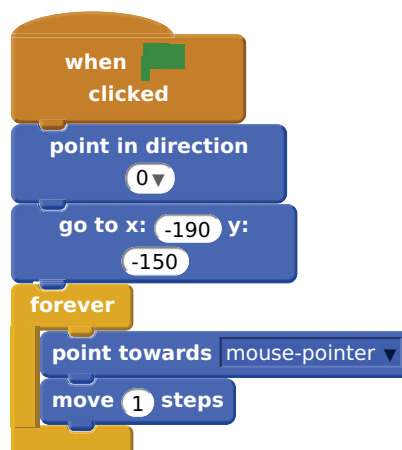 when
clicked
point in direction
0▼
go to x: -190 y:
-150
forever
point towards mouse-pointer ▼
move 1 steps